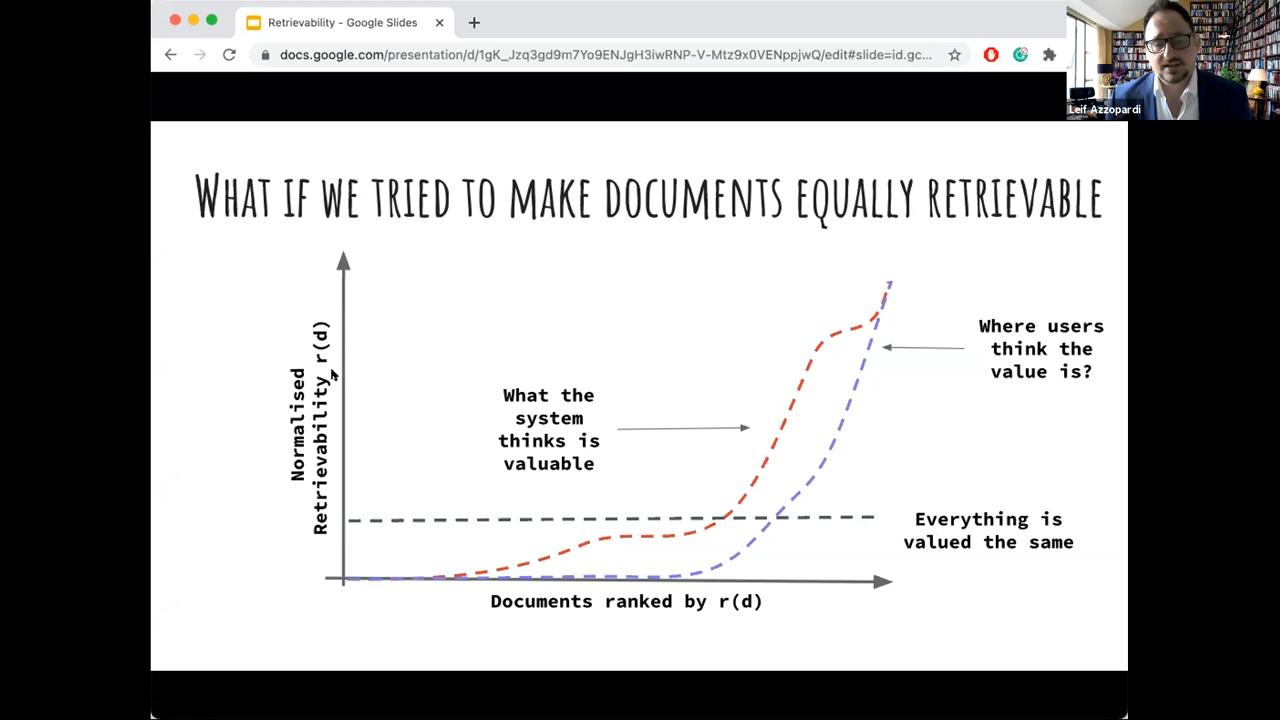 Retrievability - Google Slides
docs.google.com/presentation/d/1gK_Jzq3gd9m7Yo9ENJgH3iwRNP-V-Mtz9x0VENppjwQ/edit#slide=id.gc...
Leif Azzopardi
WHAT IF WE TRIED TO MAKE DOCUMENTS EQUALLY RETRIEVABLE
Normalised
Retrievability r(d)
What the
system
thinks is
valuable
Where users
think the
value is?
Everything is
valued the same
Documents ranked by r(d)